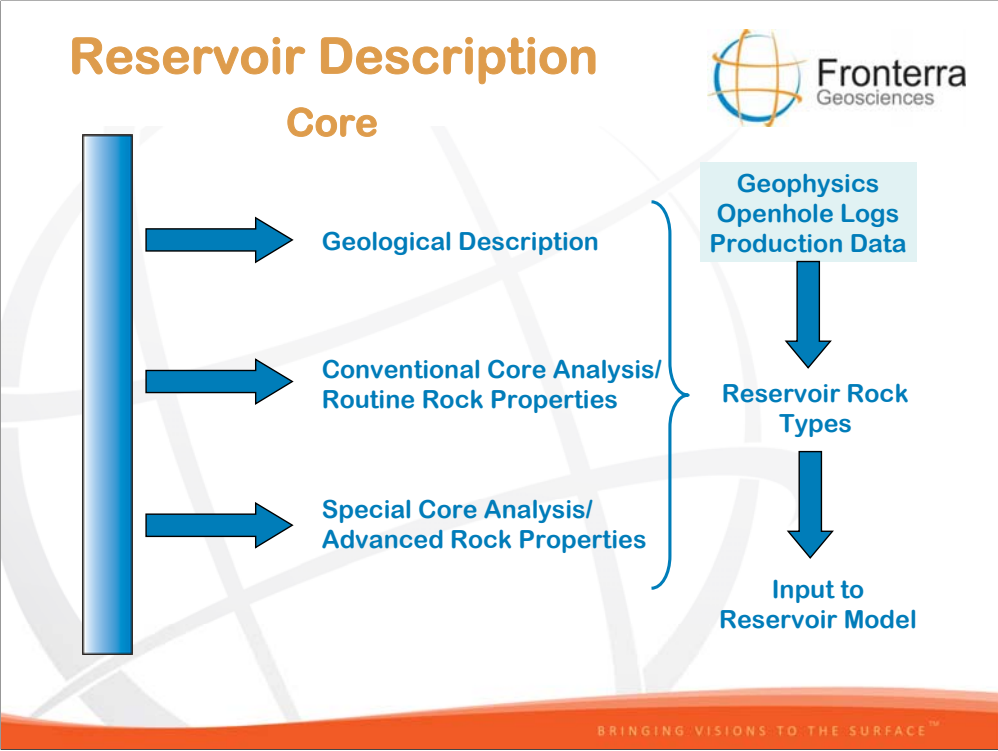 Reservoir Description
Core
Fronterra
Geosciences
Geological Description
Conventional Core Analysis/
Routine Rock Properties
Special Core Analysis/
Advanced Rock Properties
Geophysics
Openhole Logs
Production Data
Reservoir Rock
Types
Input to
Reservoir Model
BRINGING VISIONS TO THE SURFACE™